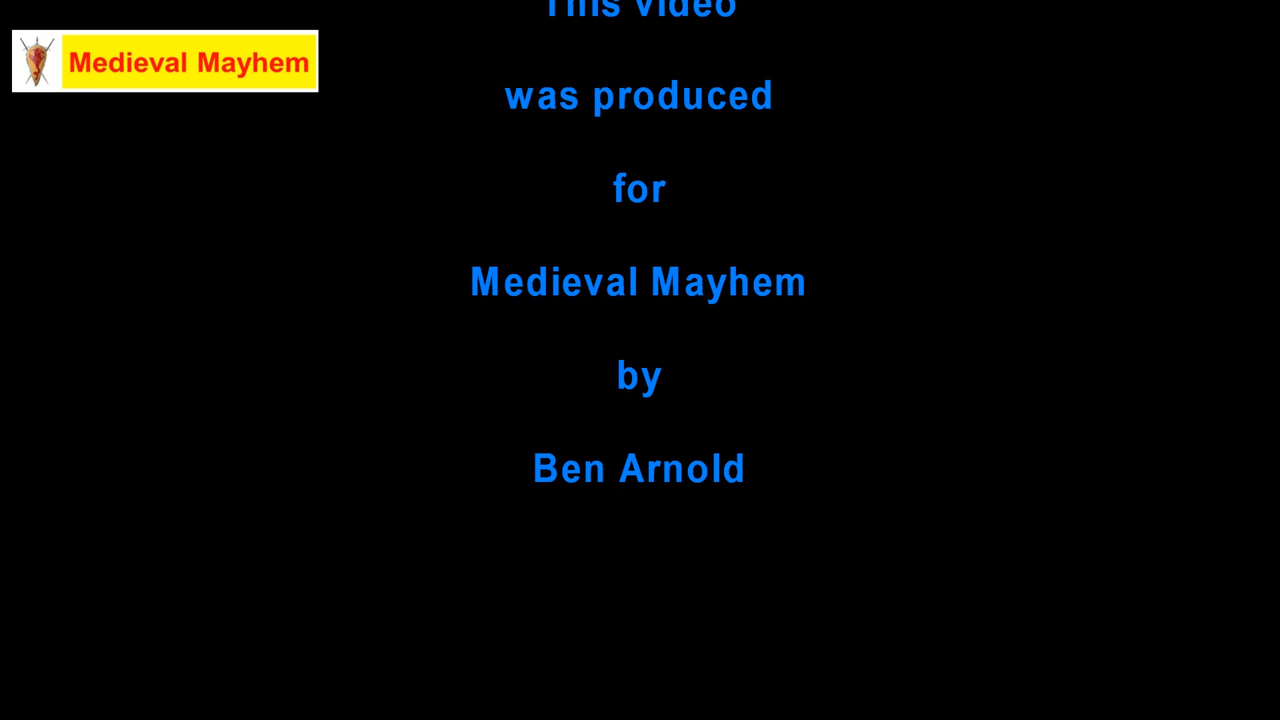 This video
Medieval Mayhem
was produced
for
Medieval Mayhem
by
Ben Arnold